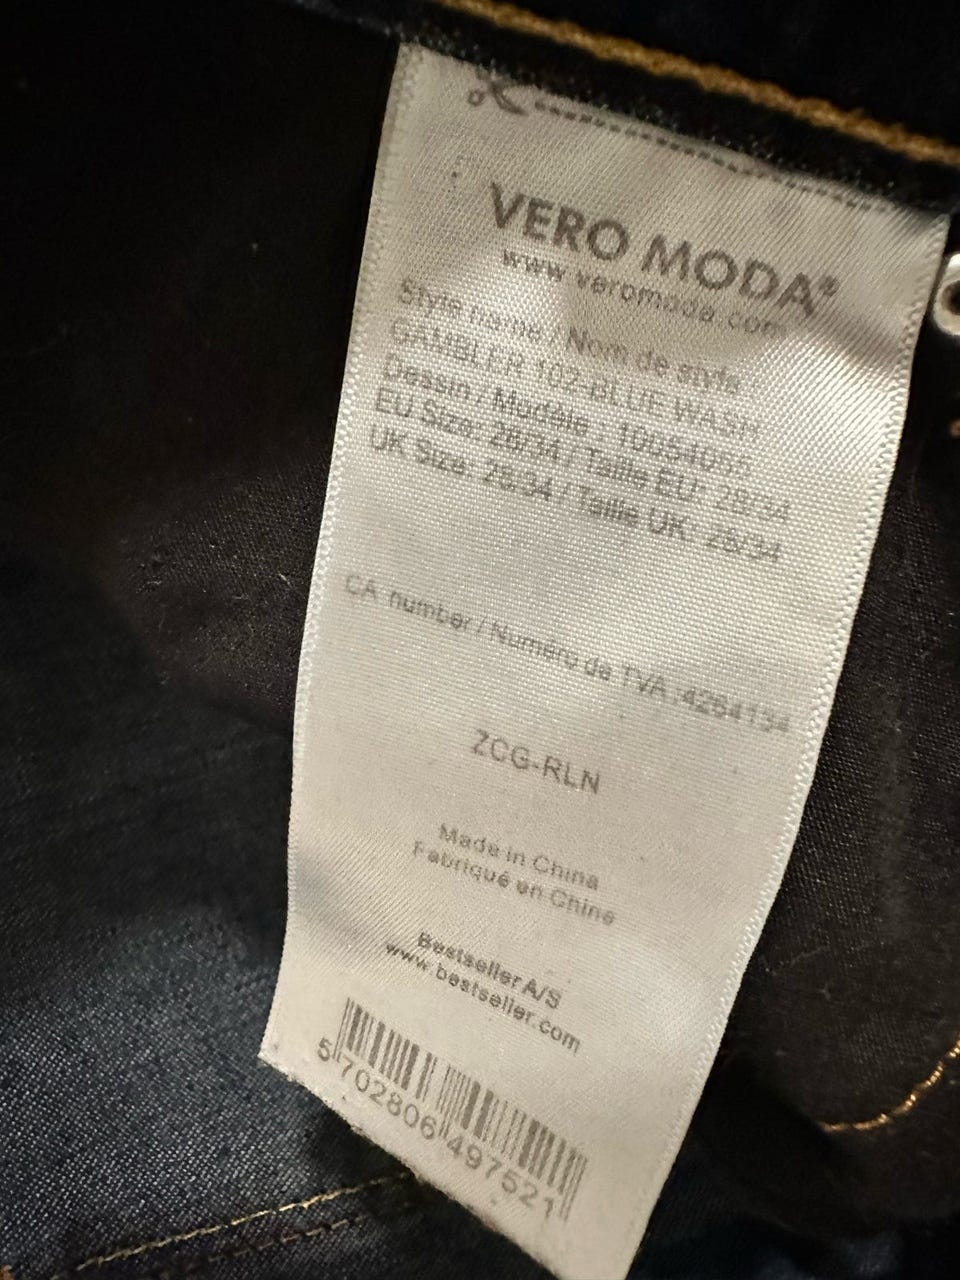 VERO MODA®
www.veromoda.com
Style name / Nom de style :
GAMBLER 102-BLUE WASH
Dessin / Modèle : 10054055
EU Size: 28/34 / Taille EU: 28/34
UK Size: 28/34 / Taille UK: 28/34
CA number / Numéro de TVA :4264134
ZCG-RLN
Made in China
Fabriqué en Chine
Bestseller A/S
www.bestseller.com
5 702806 497521